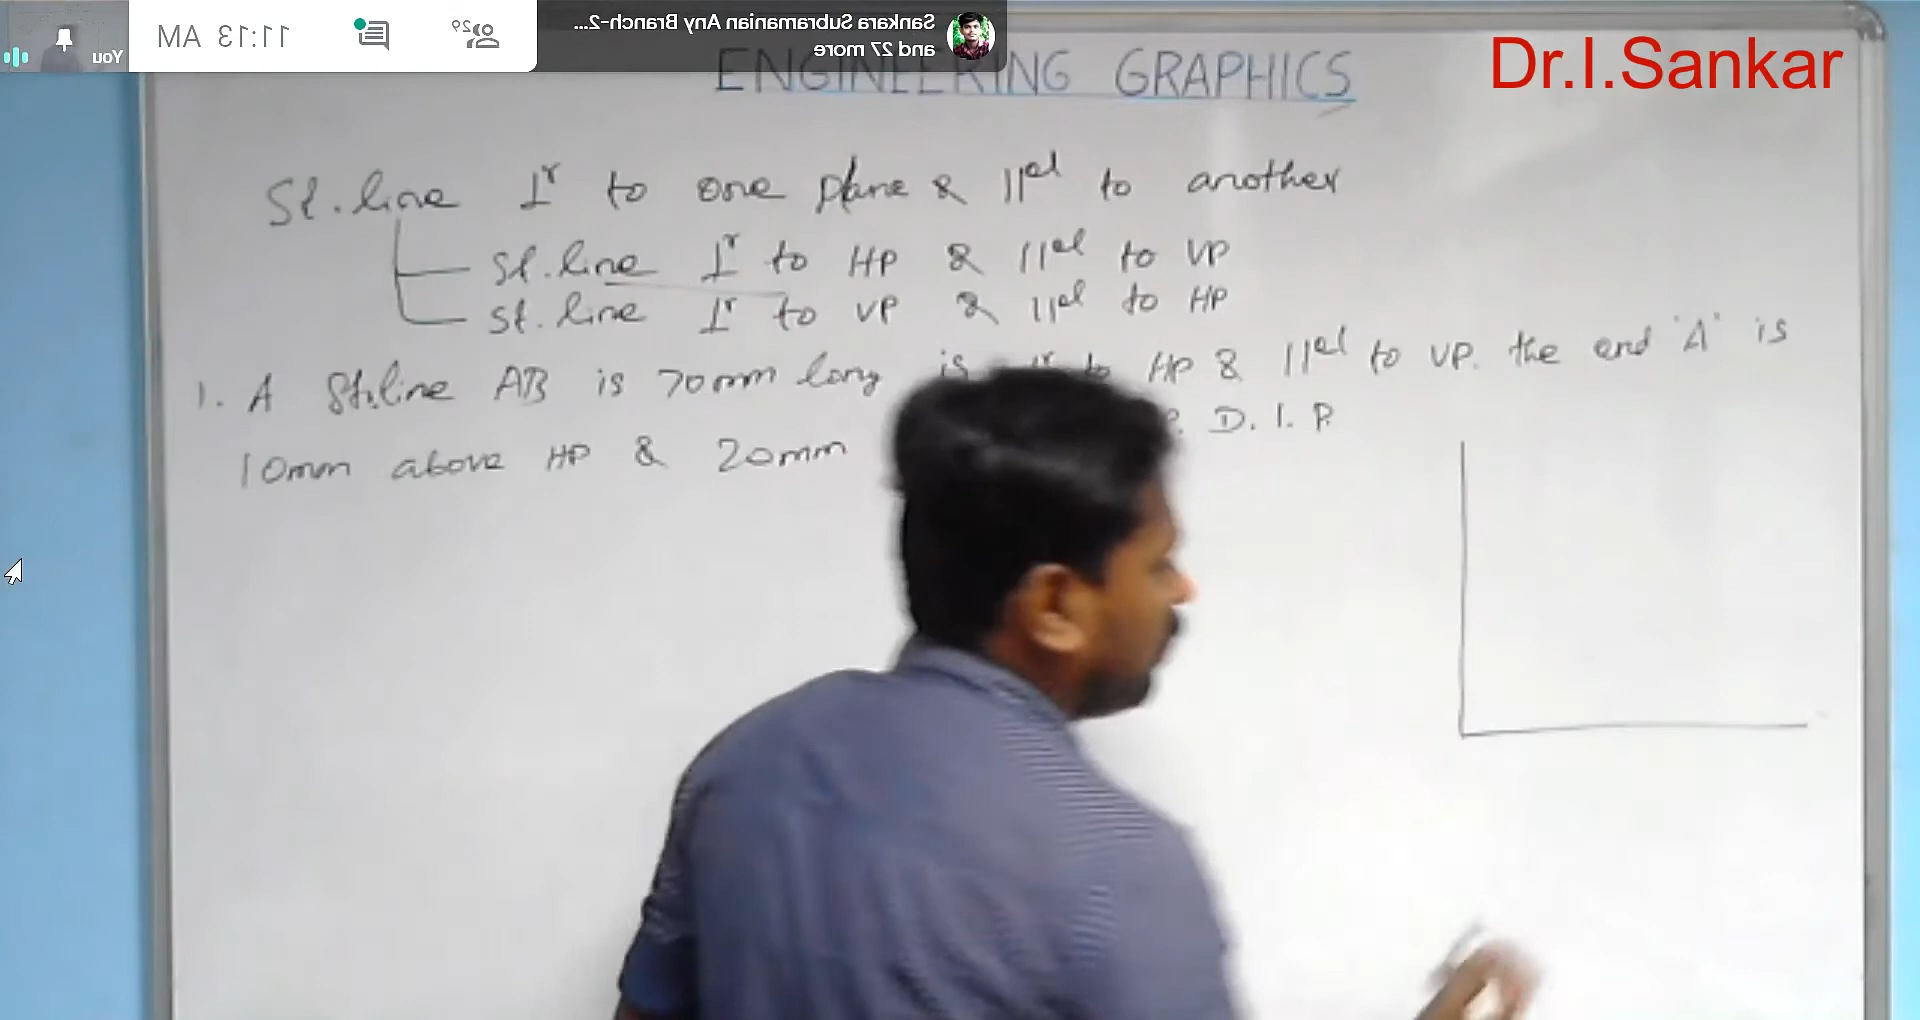 You
11:13 AM
29
Sankara Subramanian Any Branch-2...
and 27 more
Dr.I.Sankar
ENGINEERING GRAPHICS
St. line ⊥r to one plane & ||el to another
St. line ⊥r to HP & ||el to VP
St. line ⊥r to VP & ||el to HP
1. A St.line AB is 70mm long is to HP & ||el to VP. the end 'A' is
10mm above HP & 20mm D. I. P.